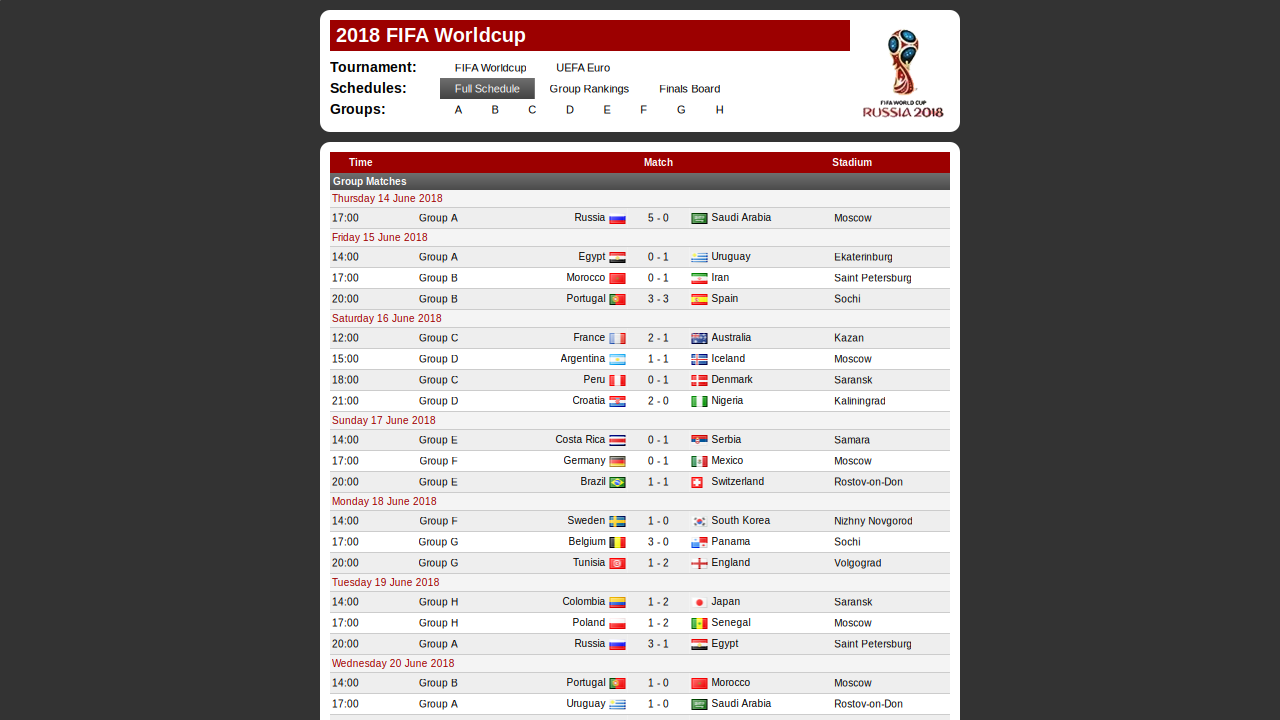 2018 FIFA Worldcup
FIFA WORLD CUP
RUSSIA 2018
Tournament: FIFA Worldcup UEFA Euro
Schedules: Full Schedule Group Rankings Finals Board
Groups: A B C D E F G H
Time Match Stadium
Group Matches
Thursday 14 June 2018
17:00 Group A Russia 5 - 0 Saudi Arabia Moscow
Friday 15 June 2018
14:00 Group A Egypt 0 - 1 Uruguay Ekaterinburg
17:00 Group B Morocco 0 - 1 Iran Saint Petersburg
20:00 Group B Portugal 3 - 3 Spain Sochi
Saturday 16 June 2018
12:00 Group C France 2 - 1 Australia Kazan
15:00 Group D Argentina 1 - 1 Iceland Moscow
18:00 Group C Peru 0 - 1 Denmark Saransk
21:00 Group D Croatia 2 - 0 Nigeria Kaliningrad
Sunday 17 June 2018
14:00 Group E Costa Rica 0 - 1 Serbia Samara
17:00 Group F Germany 0 - 1 Mexico Moscow
20:00 Group E Brazil 1 - 1 Switzerland Rostov-on-Don
Monday 18 June 2018
14:00 Group F Sweden 1 - 0 South Korea Nizhny Novgorod
17:00 Group G Belgium 3 - 0 Panama Sochi
20:00 Group G Tunisia 1 - 2 England Volgograd
Tuesday 19 June 2018
14:00 Group H Colombia 1 - 2 Japan Saransk
17:00 Group H Poland 1 - 2 Senegal Moscow
20:00 Group A Russia 3 - 1 Egypt Saint Petersburg
Wednesday 20 June 2018
14:00 Group B Portugal 1 - 0 Morocco Moscow
17:00 Group A Uruguay 1 - 0 Saudi Arabia Rostov-on-Don